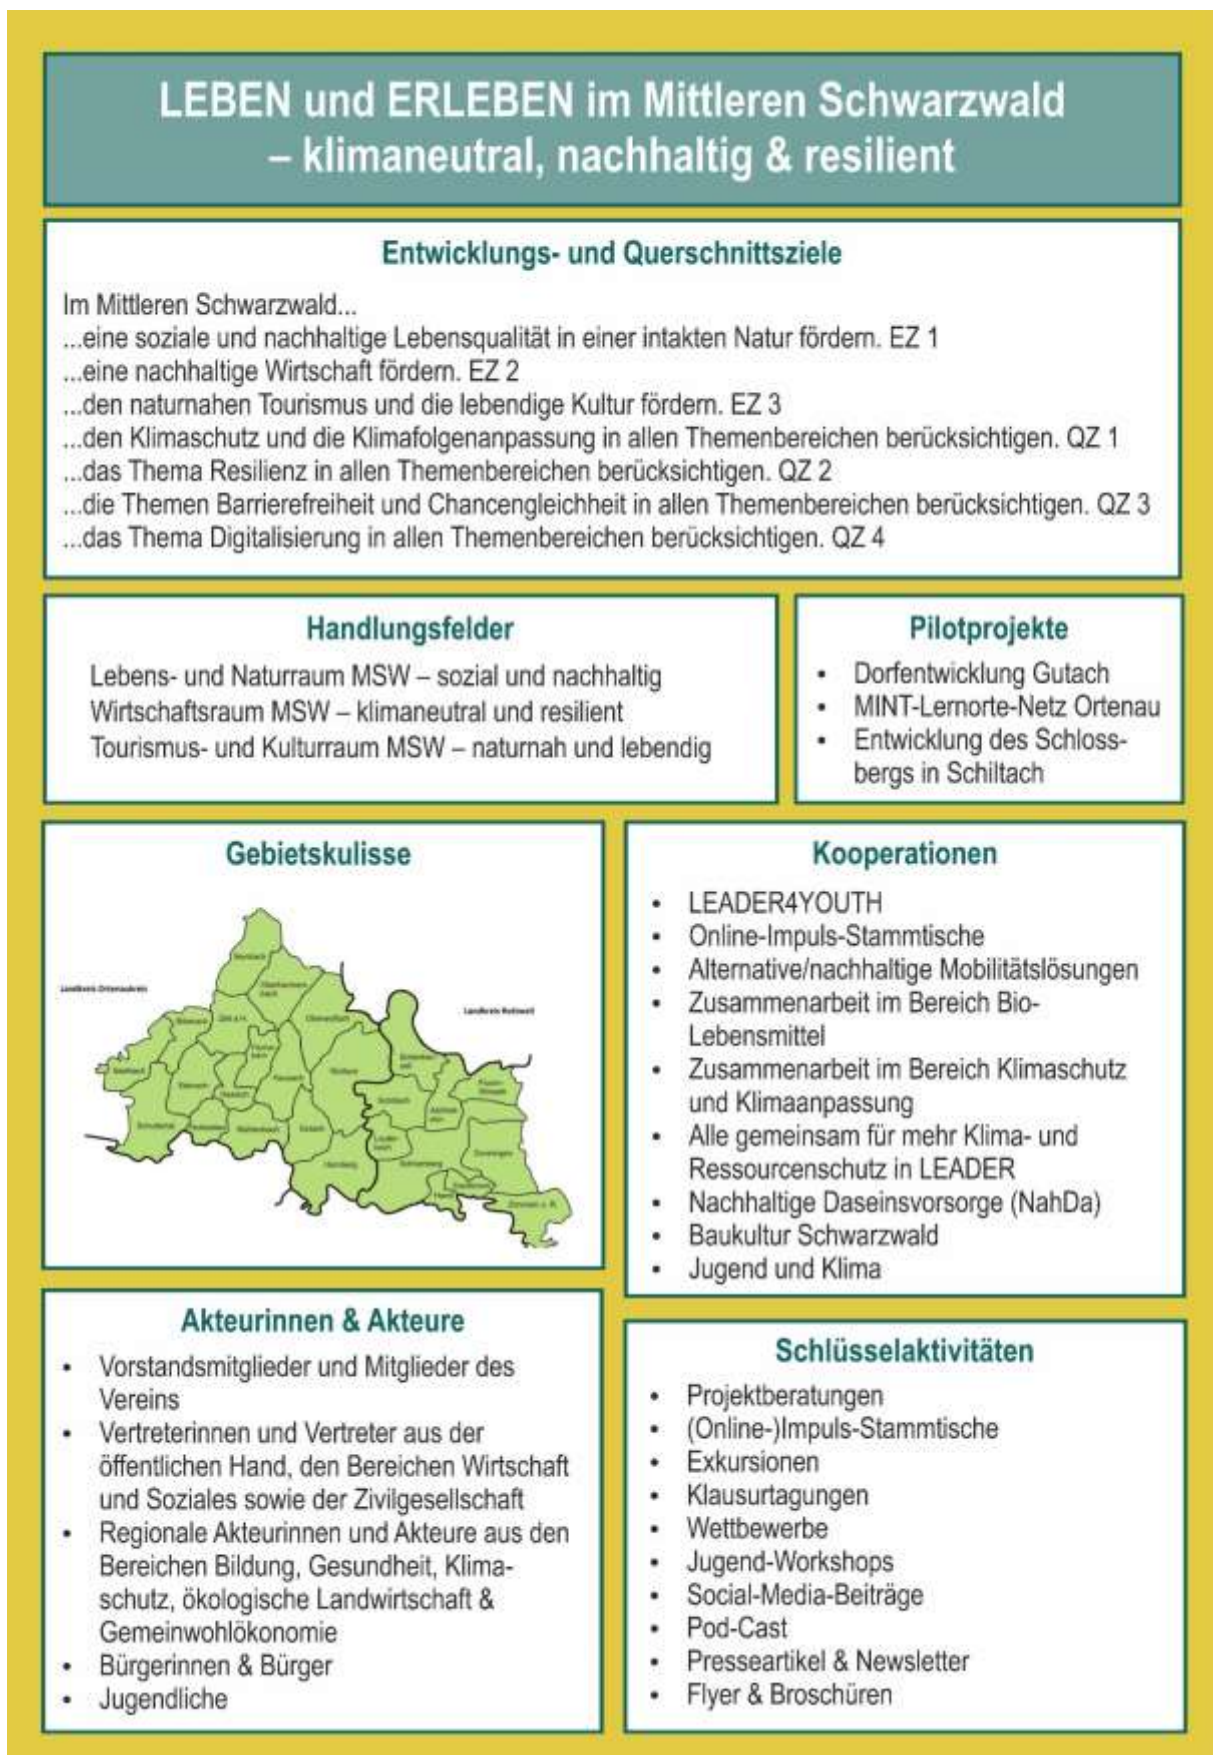 LEBEN und ERLEBEN im Mittleren Schwarzwald
– klimaneutral, nachhaltig & resilient
Entwicklungs- und Querschnittsziele
Im Mittleren Schwarzwald...
...eine soziale und nachhaltige Lebensqualität in einer intakten Natur fördern. EZ 1
...eine nachhaltige Wirtschaft fördern. EZ 2
...den naturnahen Tourismus und die lebendige Kultur fördern. EZ 3
...den Klimaschutz und die Klimafolgenanpassung in allen Themenbereichen berücksichtigen. QZ 1
...das Thema Resilienz in allen Themenbereichen berücksichtigen. QZ 2
...die Themen Barrierefreiheit und Chancengleichheit in allen Themenbereichen berücksichtigen. QZ 3
...das Thema Digitalisierung in allen Themenbereichen berücksichtigen. QZ 4
Handlungsfelder
Lebens- und Naturraum MSW – sozial und nachhaltig
Wirtschaftsraum MSW – klimaneutral und resilient
Tourismus- und Kulturraum MSW – naturnah und lebendig
Pilotprojekte
• Dorfentwicklung Gutach
• MINT-Lernorte-Netz Ortenau
• Entwicklung des Schloss-
bergs in Schiltach
Gebietskulisse
Landkreis Ortenaukreis
Landkreis Rottweil
Kooperationen
• LEADER4YOUTH
• Online-Impuls-Stammtische
• Alternative/nachhaltige Mobilitätslösungen
• Zusammenarbeit im Bereich Bio-
Lebensmittel
• Zusammenarbeit im Bereich Klimaschutz
und Klimaanpassung
• Alle gemeinsam für mehr Klima- und
Ressourcenschutz in LEADER
• Nachhaltige Daseinsvorsorge (NahDa)
• Baukultur Schwarzwald
• Jugend und Klima
Akteurinnen & Akteure
• Vorstandsmitglieder und Mitglieder des
Vereins
• Vertreterinnen und Vertreter aus der
öffentlichen Hand, den Bereichen Wirtschaft
und Soziales sowie der Zivilgesellschaft
• Regionale Akteurinnen und Akteure aus den
Bereichen Bildung, Gesundheit, Klima-
schutz, ökologische Landwirtschaft &
Gemeinwohlökonomie
• Bürgerinnen & Bürger
• Jugendliche
Schlüsselaktivitäten
• Projektberatungen
• (Online-)Impuls-Stammtische
• Exkursionen
• Klausurtagungen
• Wettbewerbe
• Jugend-Workshops
• Social-Media-Beiträge
• Pod-Cast
• Presseartikel & Newsletter
• Flyer & Broschüren